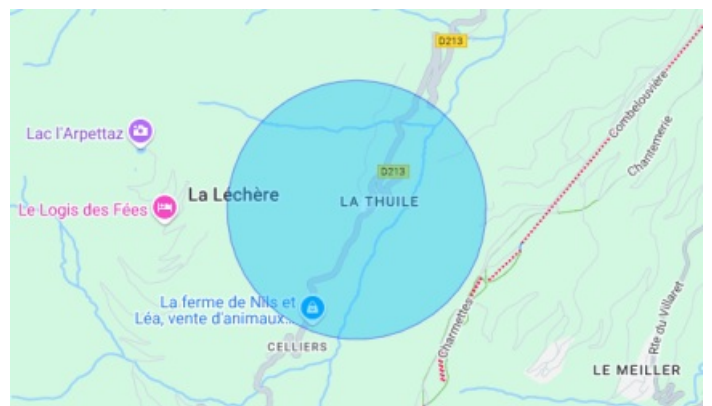 D213
Combelouvière
Lac l'Arpettaz
Chantemerle
D213
La Léchère
LA THUILE
Le Logis des Fées
La ferme de Nils et
Léa, vente d'animaux...
Charmettes
Rte du Villaret
CELLIERS
LE MEILLER